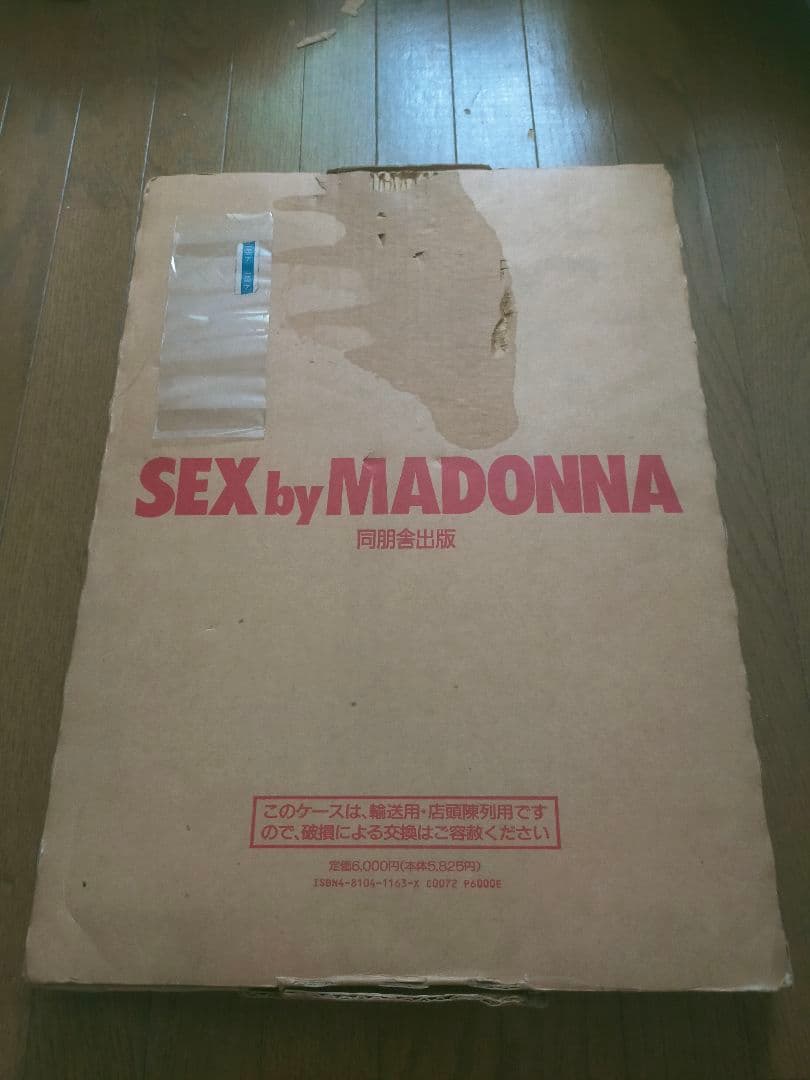 SEX by MADONNA
同朋舎出版
このケースは、輸送用・店頭陳列用です
ので、破損による交換はご容赦ください
定価6,000円(本体5,825円)
ISBN4-8104-1163-X C0072 P6000E